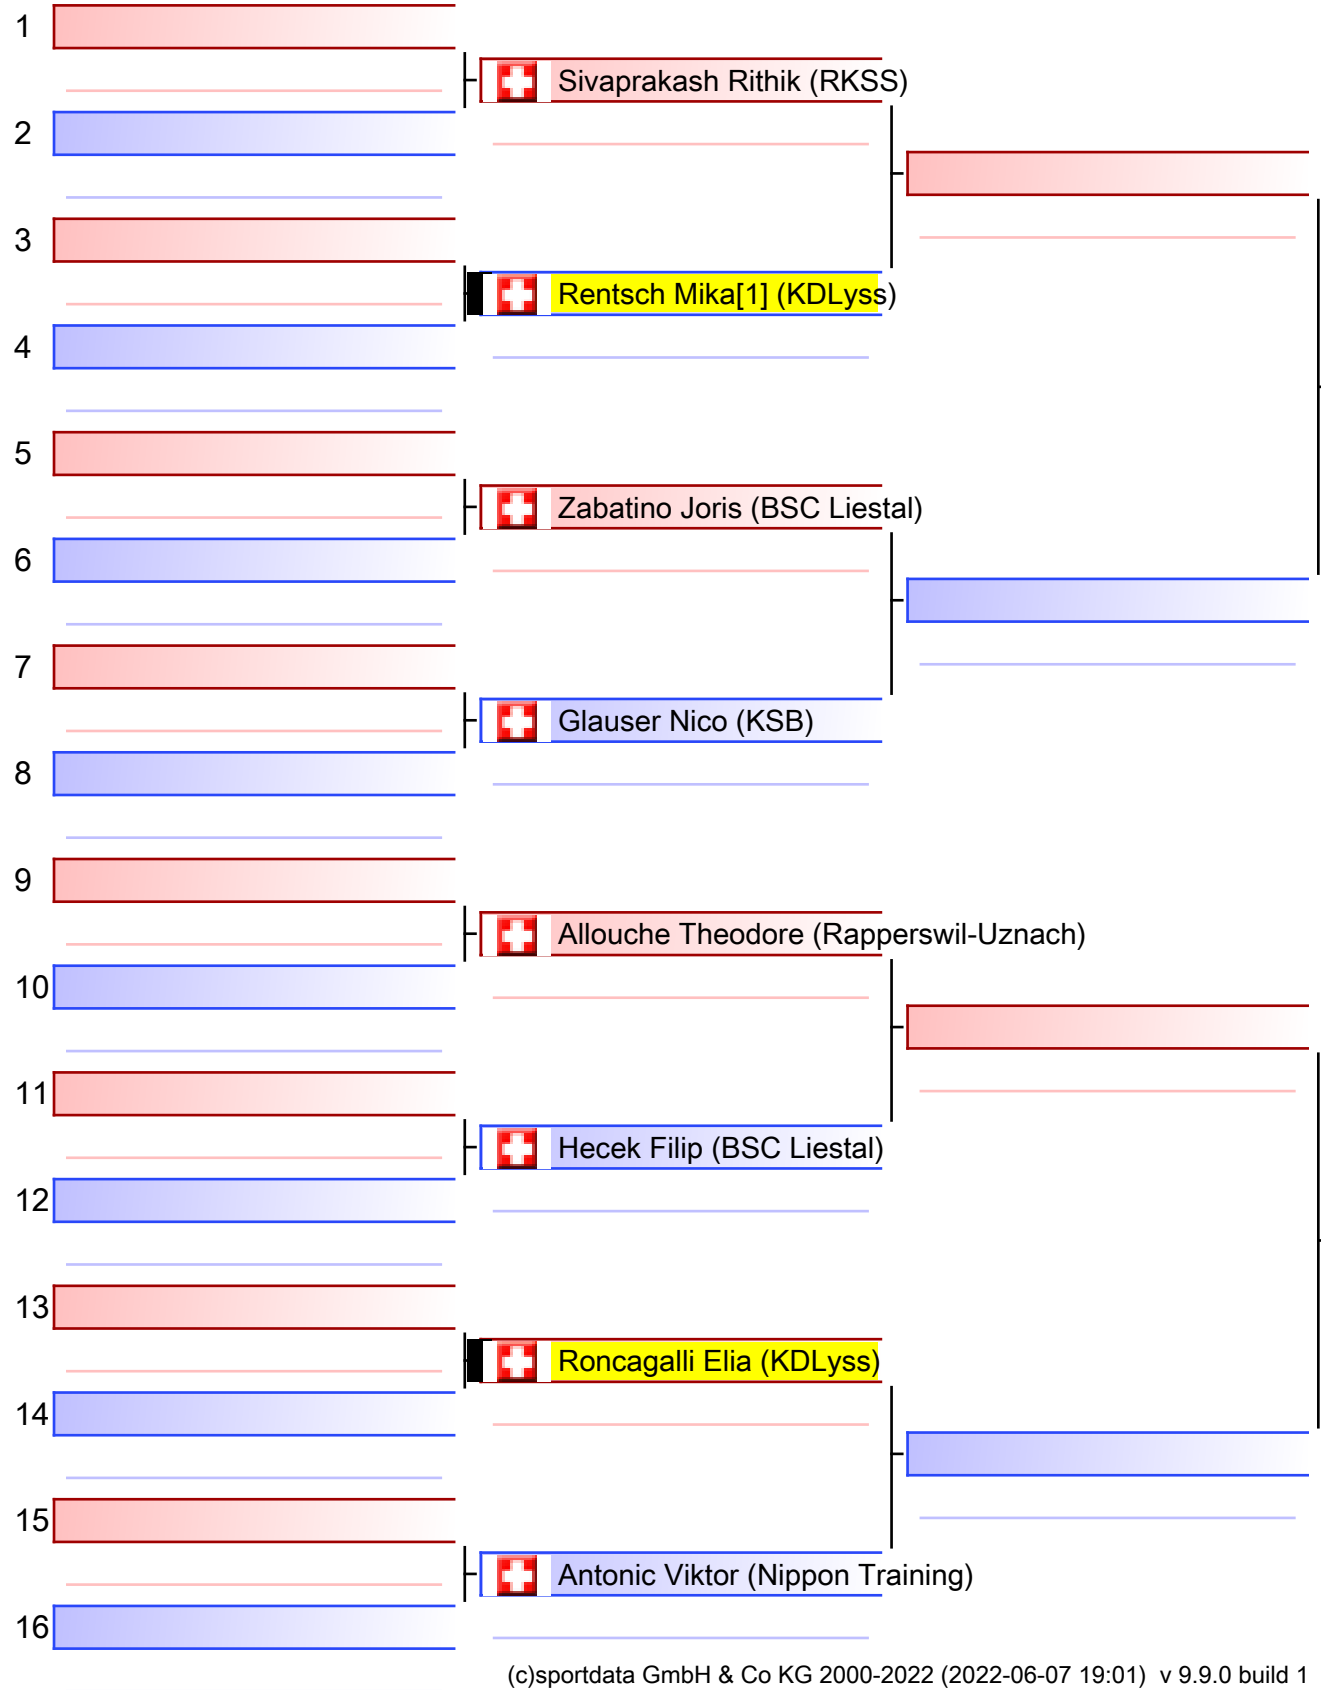 1
Sivaprakash Rithik (RKSS)
2
3
Rentsch Mika[1] (KDLyss)
4
5
Zabatino Joris (BSC Liestal)
6
7
Glauser Nico (KSB)
8
9
Allouche Theodore (Rapperswil-Uznach)
10
11
Hecek Filip (BSC Liestal)
12
13
Roncagalli Elia (KDLyss)
14
15
Antonic Viktor (Nippon Training)
16
(c)sportdata GmbH & Co KG 2000-2022 (2022-06-07 19:01) v 9.9.0 build 1